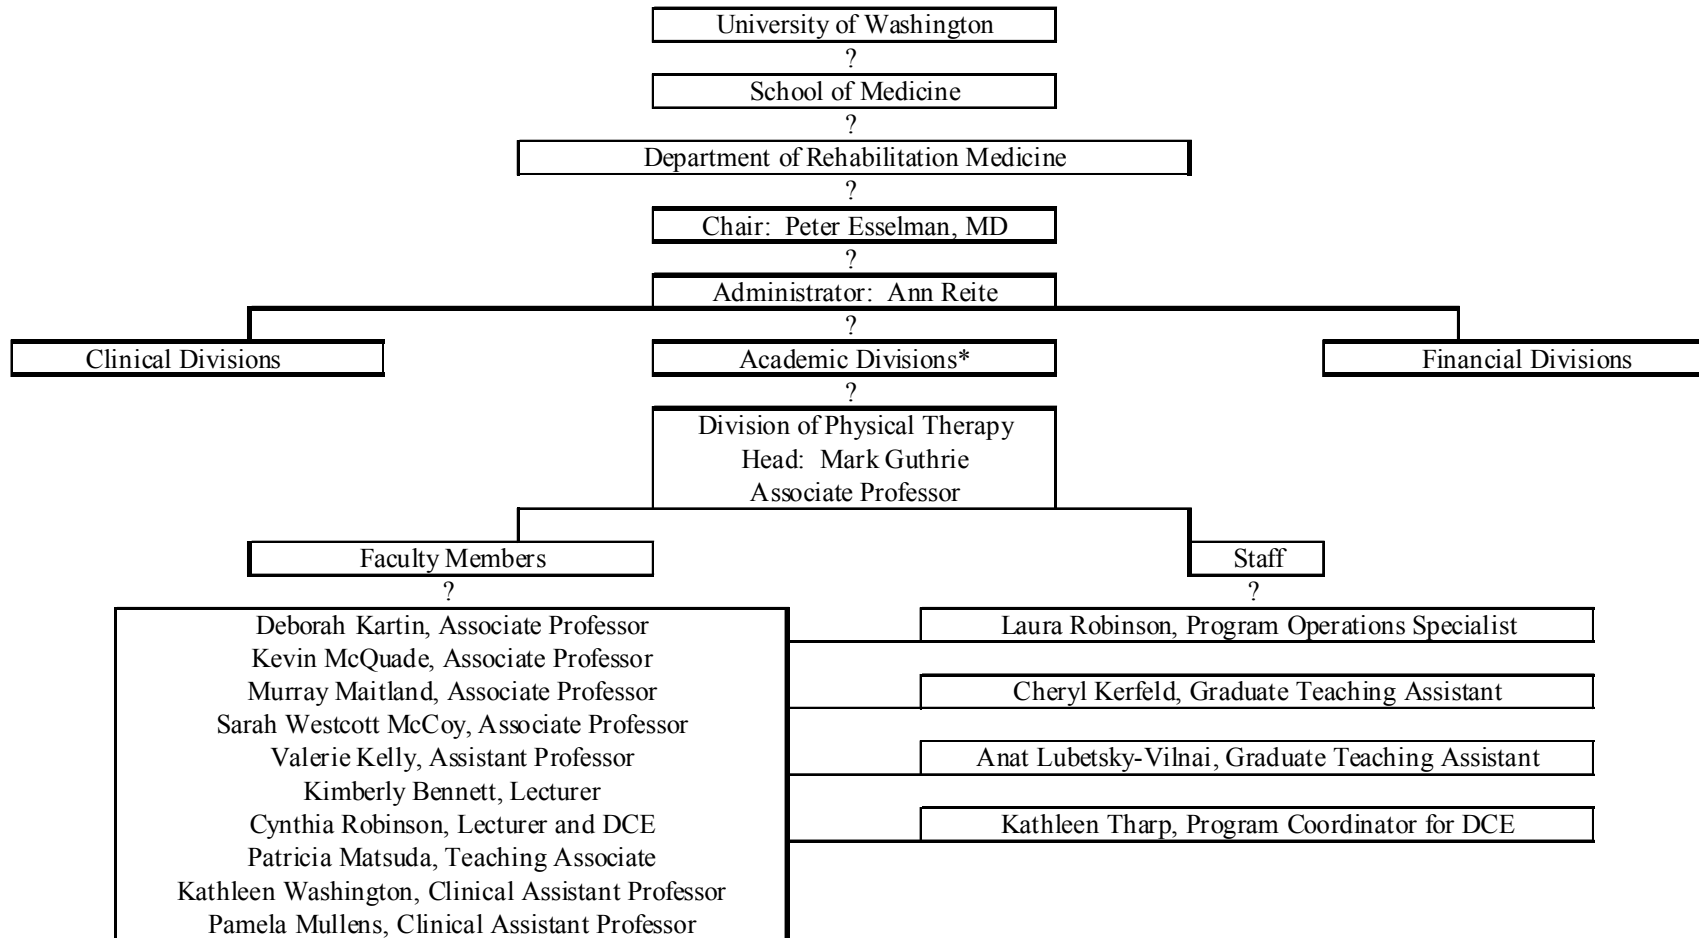 University of Washington
?
School of Medicine
?
Department of Rehabilitation Medicine
?
Chair: Peter Esselman, MD
?
Administrator: Ann Reite
?
Clinical Divisions
Academic Divisions*
Financial Divisions
?
Division of Physical Therapy
Head: Mark Guthrie
Associate Professor
Faculty Members
Staff
?
?
Deborah Kartin, Associate Professor
Kevin McQuade, Associate Professor
Murray Maitland, Associate Professor
Sarah Westcott McCoy, Associate Professor
Valerie Kelly, Assistant Professor
Kimberly Bennett, Lecturer
Cynthia Robinson, Lecturer and DCE
Patricia Matsuda, Teaching Associate
Kathleen Washington, Clinical Assistant Professor
Pamela Mullens, Clinical Assistant Professor
Laura Robinson, Program Operations Specialist
Cheryl Kerfeld, Graduate Teaching Assistant
Anat Lubetsky-Vilnai, Graduate Teaching Assistant
Kathleen Tharp, Program Coordinator for DCE